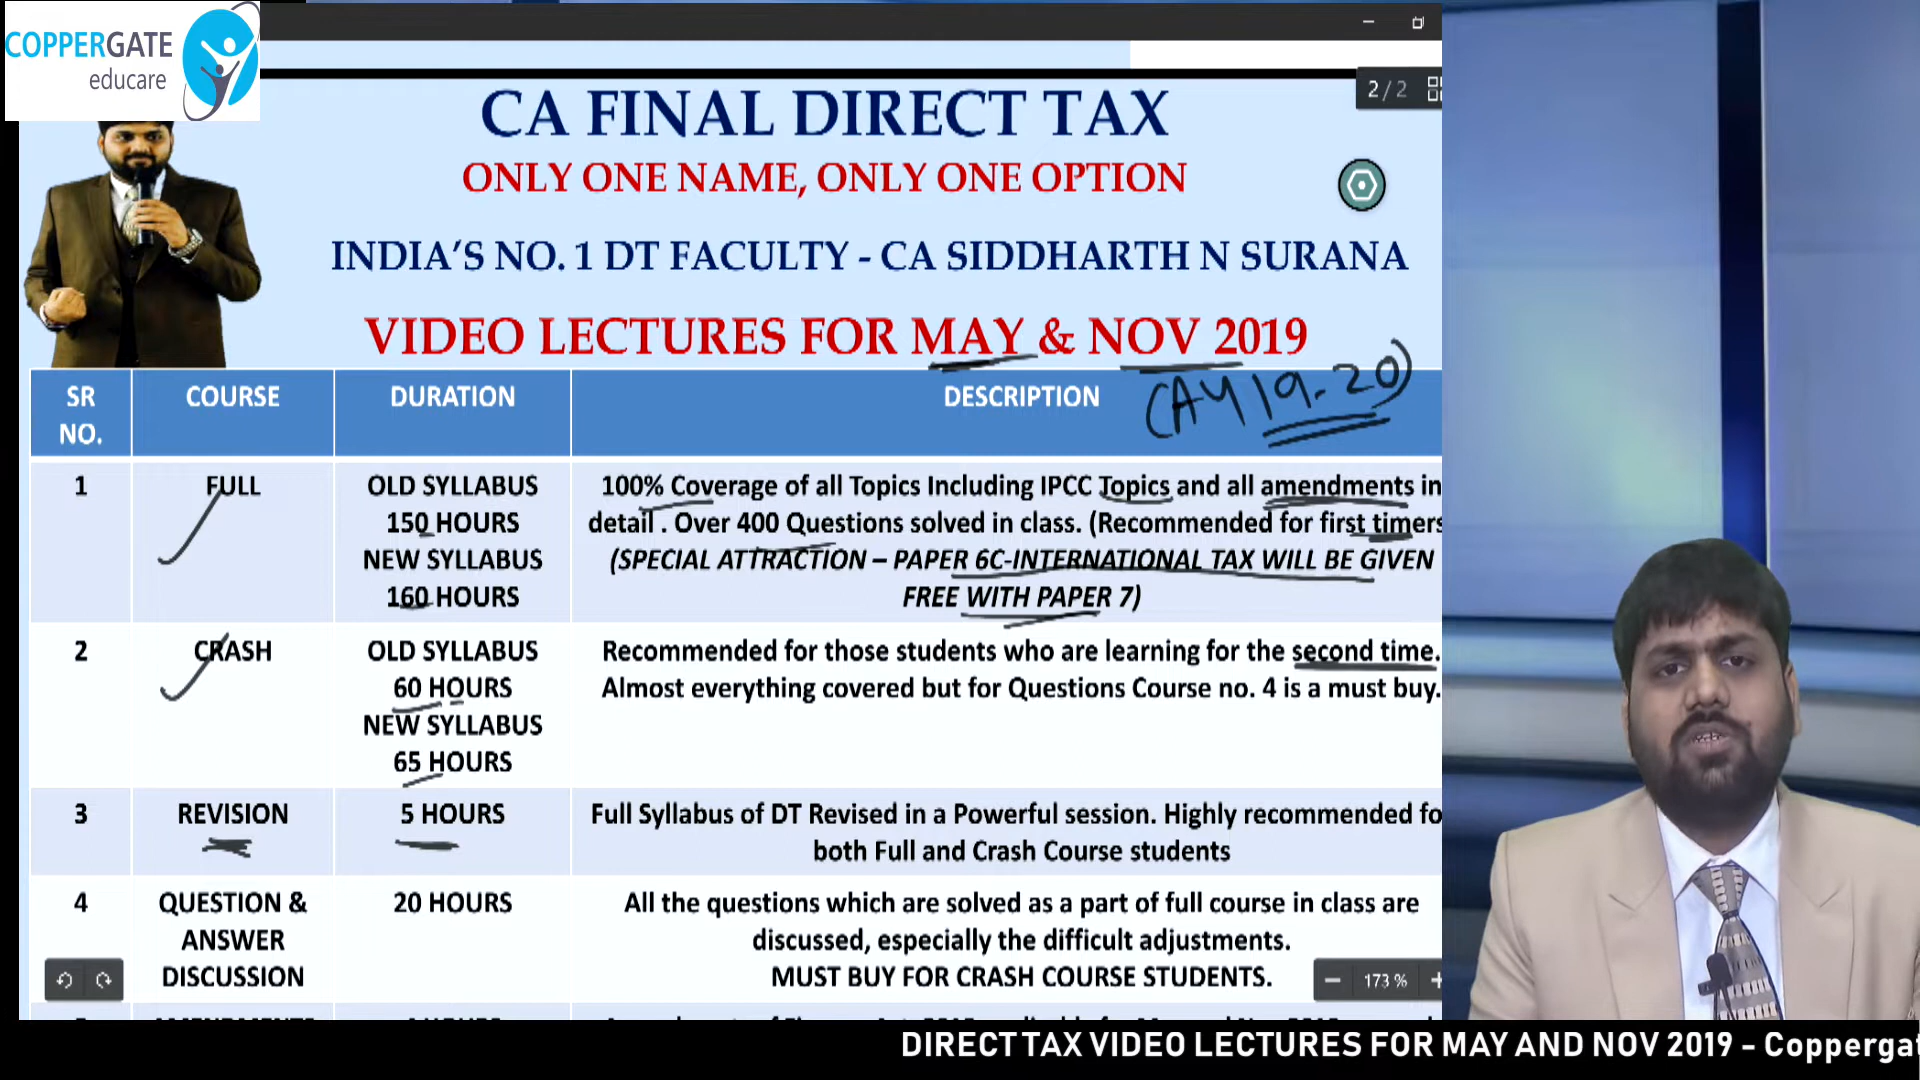 COPPERGATE
educare
2 / 2
CA FINAL DIRECT TAX
ONLY ONE NAME, ONLY ONE OPTION
INDIA'S NO. 1 DT FACULTY - CA SIDDHARTH N SURANA
VIDEO LECTURES FOR MAY & NOV 2019
(AY 19-20)
SR NO.
COURSE
DURATION
DESCRIPTION
1
FULL
OLD SYLLABUS
150 HOURS
NEW SYLLABUS
160 HOURS
100% Coverage of all Topics Including IPCC Topics and all amendments in
detail . Over 400 Questions solved in class. (Recommended for first timers
(SPECIAL ATTRACTION – PAPER 6C-INTERNATIONAL TAX WILL BE GIVEN
FREE WITH PAPER 7)
2
CRASH
OLD SYLLABUS
60 HOURS
NEW SYLLABUS
65 HOURS
Recommended for those students who are learning for the second time.
Almost everything covered but for Questions Course no. 4 is a must buy.
3
REVISION
5 HOURS
Full Syllabus of DT Revised in a Powerful session. Highly recommended fo
both Full and Crash Course students
4
QUESTION &
ANSWER
DISCUSSION
20 HOURS
All the questions which are solved as a part of full course in class are
discussed, especially the difficult adjustments.
MUST BUY FOR CRASH COURSE STUDENTS.
173 %
DIRECT TAX VIDEO LECTURES FOR MAY AND NOV 2019 - Copperga